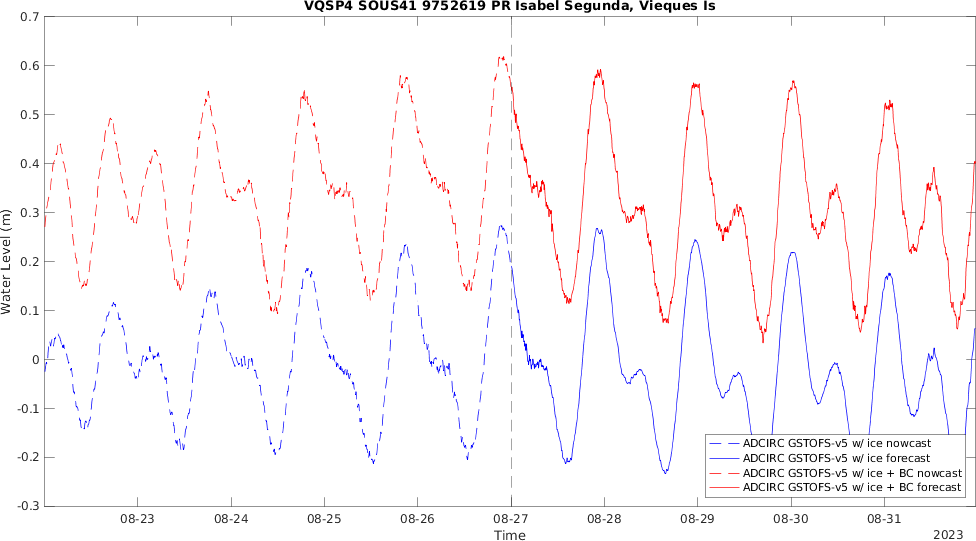 VQSP4 SOUS41 9752619 PR Isabel Segunda, Vieques Is
0.7
0.6
0.5
0.4
0.3
0.2
0.1
0
-0.1
-0.2
-0.3
Water Level (m)
ADCIRC GSTOFS-v5 w/ ice nowcast
ADCIRC GSTOFS-v5 w/ ice forecast
ADCIRC GSTOFS-v5 w/ ice + BC nowcast
ADCIRC GSTOFS-v5 w/ ice + BC forecast
08-23 08-24 08-25 08-26 08-27 08-28 08-29 08-30 08-31
Time
2023